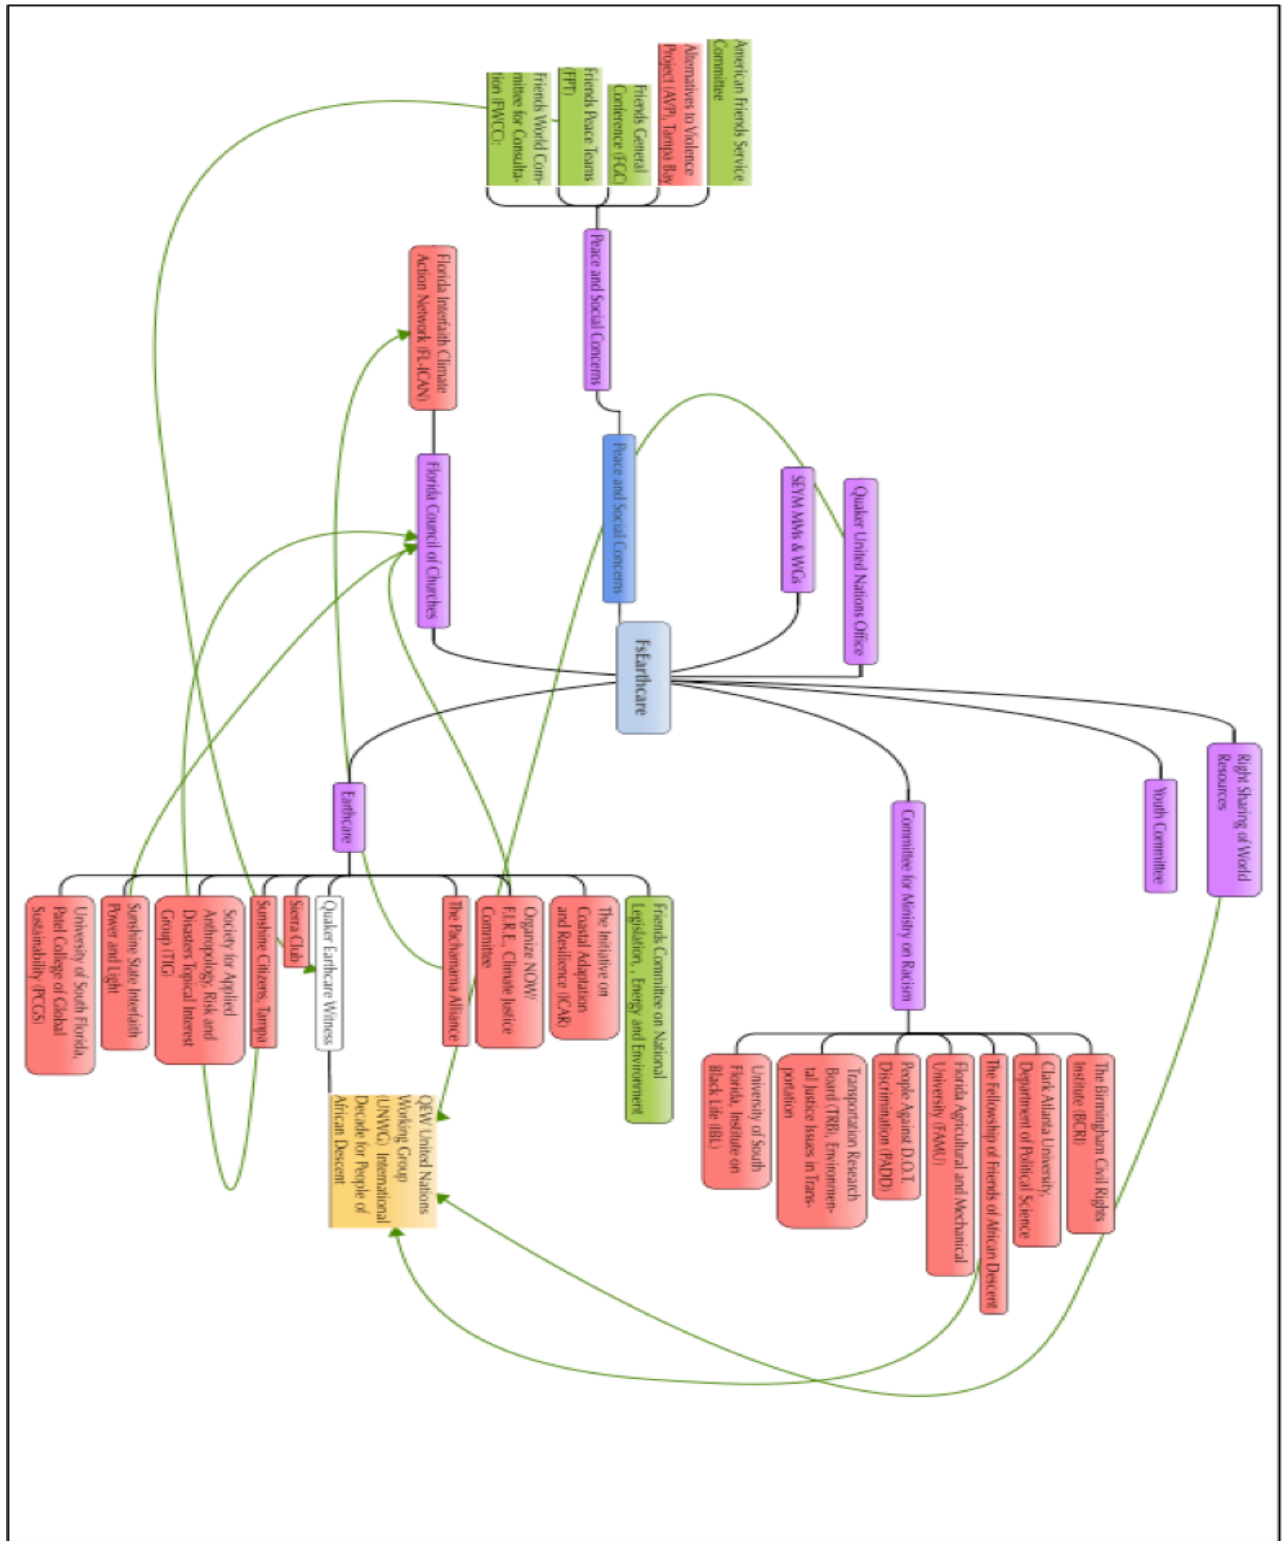 Right Sharing of World
Resources
Youth Committee
Quaker United Nations Office
SEYM MMs & WGs
Committee for Ministry on Racism
The Birmingham Civil Rights
Institute (BCRI)
Clark Atlanta University,
Department of Political Science
The Fellowship of Friends of African Descent
Florida Agricultural and Mechanical
University (FAMU)
People Against D.O.T.
Discrimination (PADD)
Transportation Research
Board (TRB), Environmen-
tal Justice Issues in Trans-
portation
University of South
Florida, Institute on
Black Life (IBL)
American Friends Service
Committee
Alternatives to Violence
Project (AVP), Tampa Bay
Friends General
Conference (FGC)
Friends Peace Teams
(FPT)
Friends World Com-
mittee for Consulta-
tion (FWCC):
Peace and Social Concerns
Peace and Social Concerns
FsEarthcare
Florida Interfaith Climate
Action Network (FL-ICAN)
Florida Council of Churches
Earthcare
Friends Committee on National
Legislation, , Energy and Environment
The Initiative on
Coastal Adaptation
and Resilience (ICAR)
Organize NOW/
F.I.R.E., Climate Justice
Committee
The Pachamama Alliance
Quaker Earthcare Witness
QEW United Nations
Working Group
(UNWG) International
Decade for People of
African Descent
Sierra Club
Sunshine Citizens, Tampa
Society for Applied
Anthropology, Risk and
Disasters Topical Interest
Group (TIG)
Sunshine State Interfaith
Power and Light
University of South Florida,
Patel College of Global
Sustainability (PCGS)